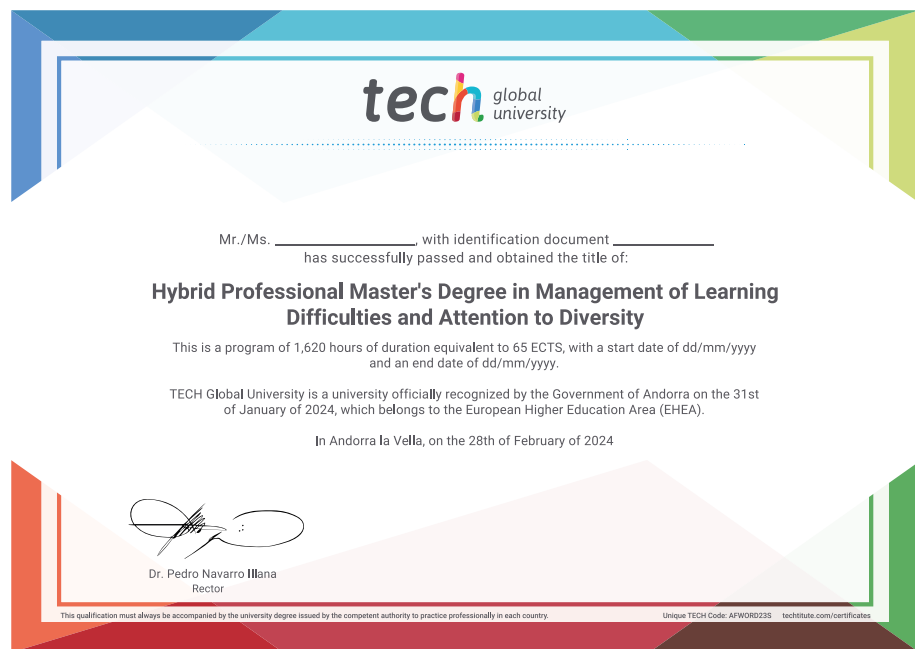 tech global
university
Mr./Ms. ____________________, with identification document ______________
has successfully passed and obtained the title of:
Hybrid Professional Master's Degree in Management of Learning
Difficulties and Attention to Diversity
This is a program of 1,620 hours of duration equivalent to 65 ECTS, with a start date of dd/mm/yyyy
and an end date of dd/mm/yyyy.
TECH Global University is a university officially recognized by the Government of Andorra on the 31st
of January of 2024, which belongs to the European Higher Education Area (EHEA).
In Andorra la Vella, on the 28th of February of 2024
Dr. Pedro Navarro Illana
Rector
This qualification must always be accompanied by the university degree issued by the competent authority to practice professionally in each country.
Unique TECH Code: AFWORD23S techtitute.com/certificates